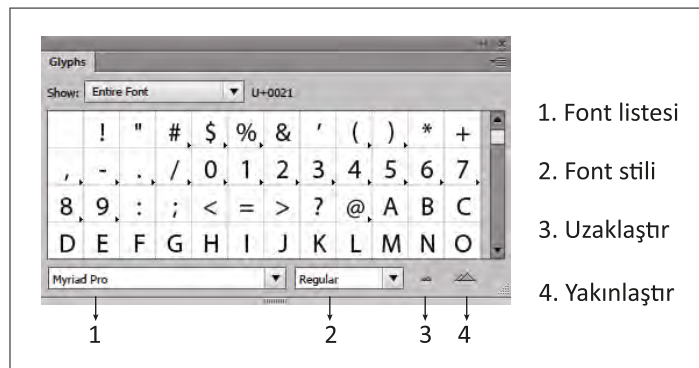 Glyphs
Show: Entire Font U+0021
! " # $ % & ' ( ) * +
, - . / 0 1 2 3 4 5 6 7
8 9 : ; < = > ? @ A B C
D E F G H I J K L M N O
Myriad Pro Regular
1 2 3 4
1. Font listesi
2. Font stili
3. Uzaklaştır
4. Yakınlaştır